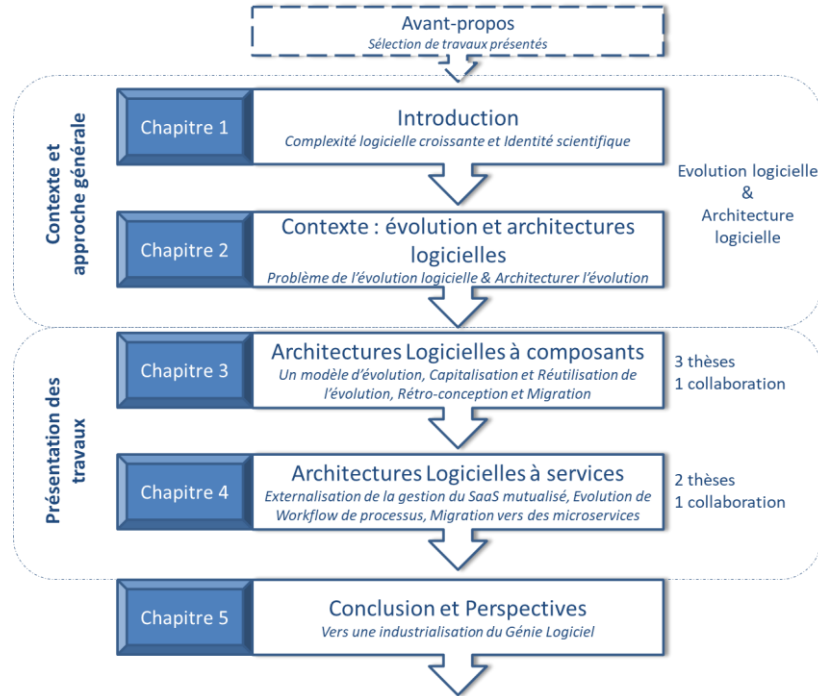 Avant-propos
Sélection de travaux présentés
Contexte et
approche générale
Chapitre 1
Introduction
Complexité logicielle croissante et Identité scientifique
Chapitre 2
Contexte : évolution et architectures
logicielles
Problème de l'évolution logicielle & Architecturer l'évolution
Evolution logicielle
&
Architecture
logicielle
Présentation des
travaux
Chapitre 3
Architectures Logicielles à composants
Un modèle d'évolution, Capitalisation et Réutilisation de
l'évolution, Rétro-conception et Migration
3 thèses
1 collaboration
Chapitre 4
Architectures Logicielles à services
Externalisation de la gestion du SaaS mutualisé, Evolution de
Workflow de processus, Migration vers des microservices
2 thèses
1 collaboration
Chapitre 5
Conclusion et Perspectives
Vers une industrialisation du Génie Logiciel